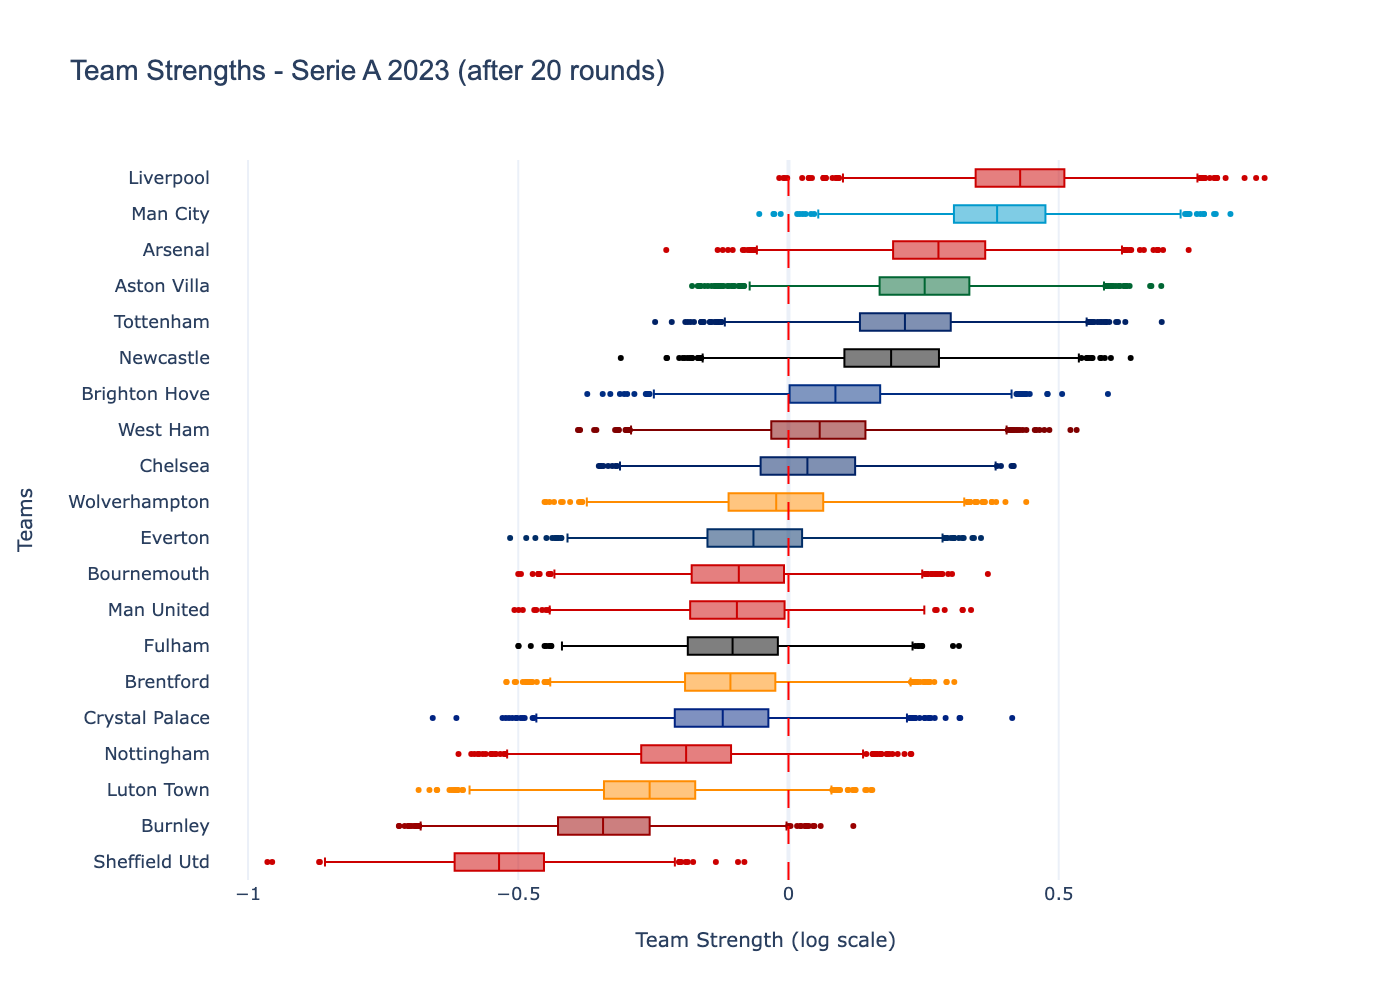 Team Strengths - Serie A 2023 (after 20 rounds)
Teams
Liverpool
Man City
Arsenal
Aston Villa
Tottenham
Newcastle
Brighton Hove
West Ham
Chelsea
Wolverhampton
Everton
Bournemouth
Man United
Fulham
Brentford
Crystal Palace
Nottingham
Luton Town
Burnley
Sheffield Utd
−1 −0.5 0 0.5
Team Strength (log scale)